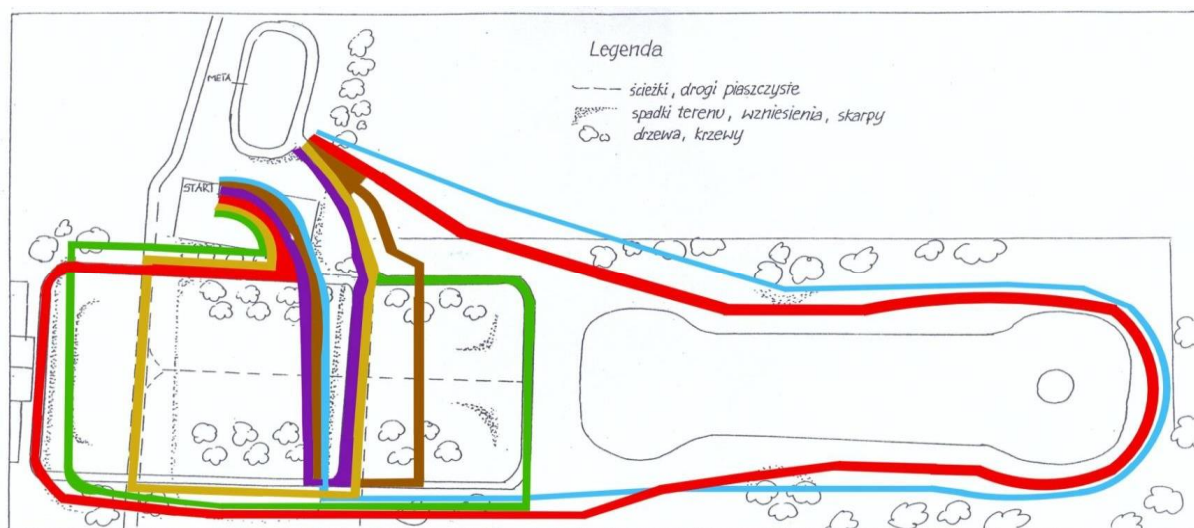 Legenda
ścieżki, drogi piaszczyste
spadki terenu, wzniesienia, skarpy
drzewa, krzewy
META
START